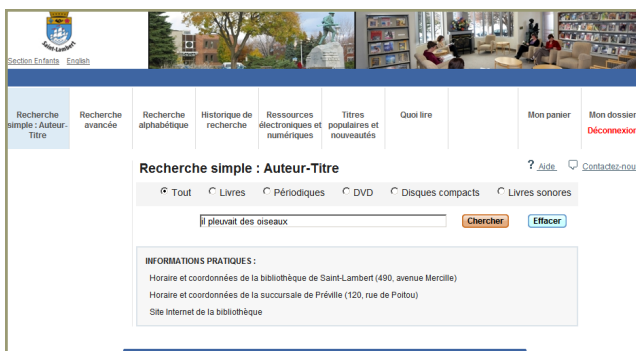 Saint-Lambert
Section Enfants English
Recherche simple : Auteur-Titre
Recherche avancée
Recherche alphabétique
Historique de recherche
Ressources électroniques et numériques
Titres populaires et nouveautés
Quoi lire
Mon panier
Mon dossier
Déconnexion
Recherche simple : Auteur-Titre
? Aide Contactez-nou
Tout Livres Périodiques DVD Disques compacts Livres sonores
il pleuvait des oiseaux Chercher Effacer
INFORMATIONS PRATIQUES :
Horaire et coordonnées de la bibliothèque de Saint-Lambert (490, avenue Mercille)
Horaire et coordonnées de la succursale de Préville (120, rue de Poitou)
Site Internet de la bibliothèque